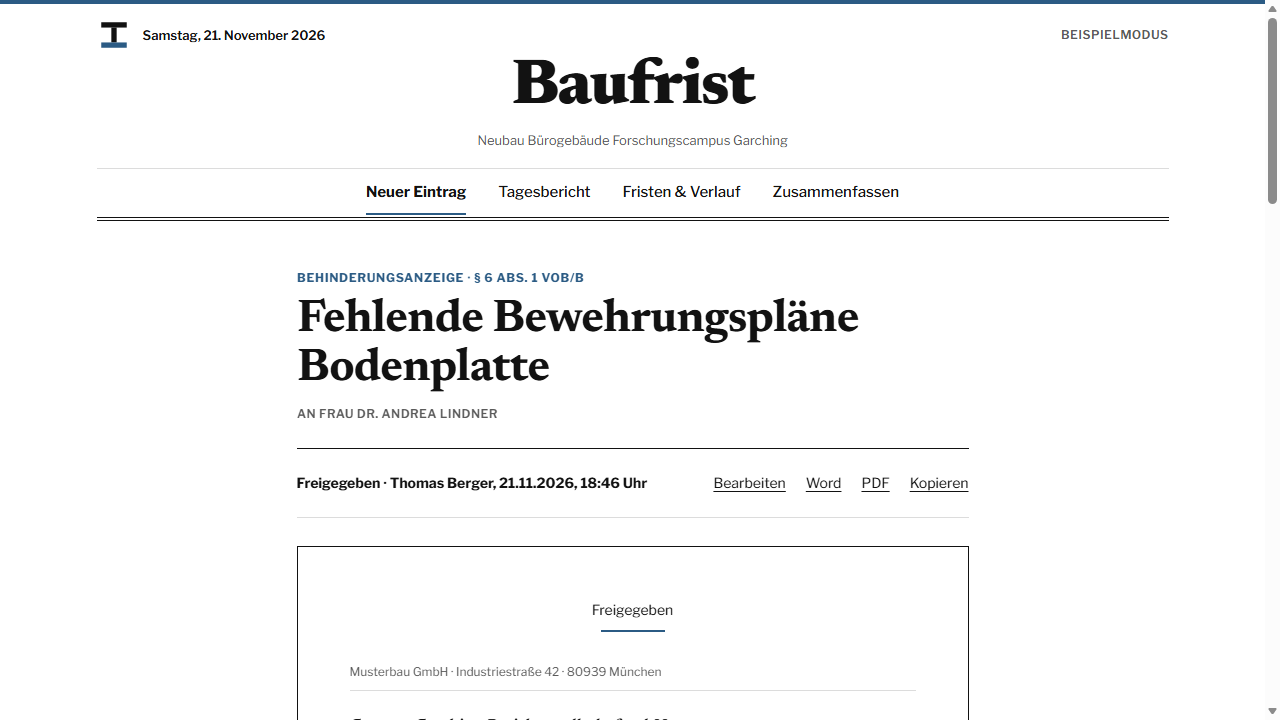 Samstag, 21. November 2026
BEISPIELMODUS
Baufrist
Neubau Bürogebäude Forschungscampus Garching
Neuer Eintrag Tagesbericht Fristen & Verlauf Zusammenfassen
BEHINDERUNGSANZEIGE · § 6 ABS. 1 VOB/B
Fehlende Bewehrungspläne
Bodenplatte
AN FRAU DR. ANDREA LINDNER
Freigegeben · Thomas Berger, 21.11.2026, 18:46 Uhr
Bearbeiten Word PDF Kopieren
Freigegeben
Musterbau GmbH · Industriestraße 42 · 80939 München